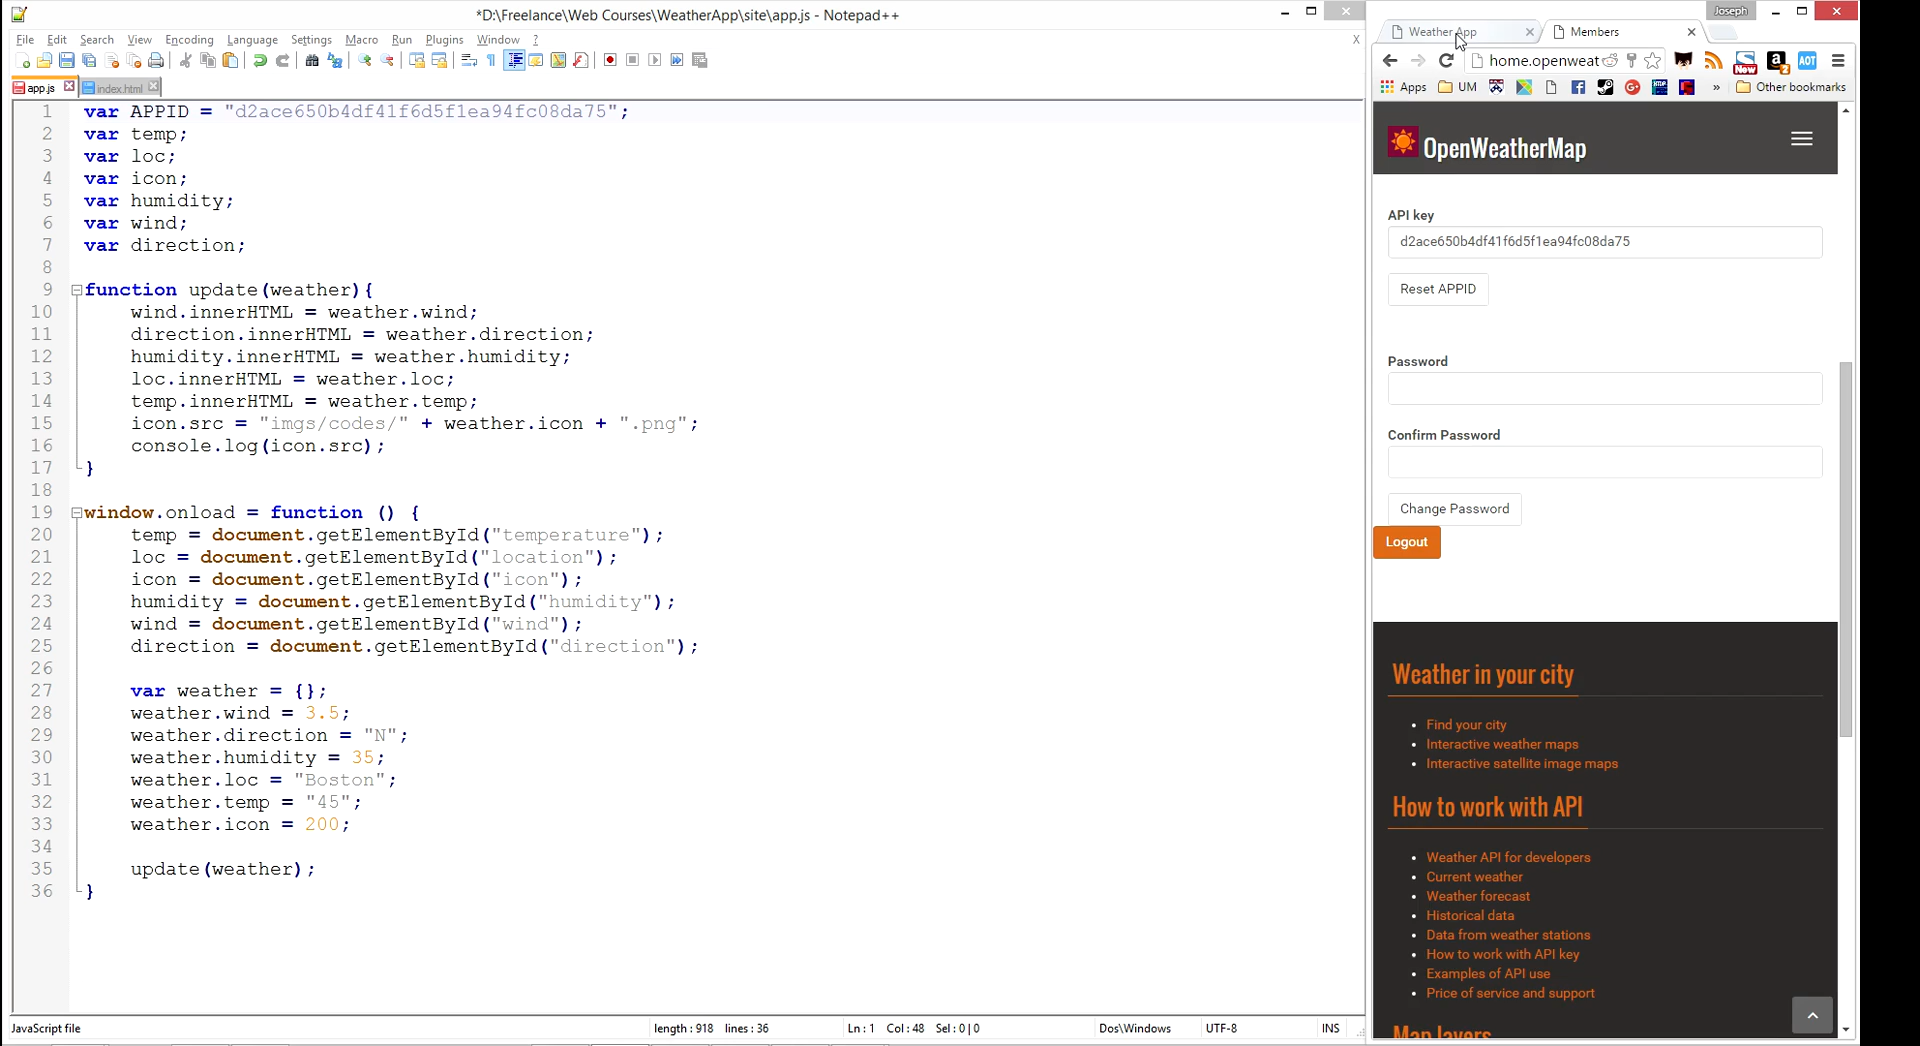 *D:\Freelance\Web Courses\WeatherApp\site\app.js - Notepad++
File Edit Search View Encoding Language Settings Macro Run Plugins Window ?
X
app.js index.html
1 var APPID = "d2ace650b4df41f6d5f1ea94fc08da75";
2 var temp;
3 var loc;
4 var icon;
5 var humidity;
6 var wind;
7 var direction;
8
9 function update(weather){
10 wind.innerHTML = weather.wind;
11 direction.innerHTML = weather.direction;
12 humidity.innerHTML = weather.humidity;
13 loc.innerHTML = weather.loc;
14 temp.innerHTML = weather.temp;
15 icon.src = "imgs/codes/" + weather.icon + ".png";
16 console.log(icon.src);
17 }
18
19 window.onload = function () {
20 temp = document.getElementById("temperature");
21 loc = document.getElementById("location");
22 icon = document.getElementById("icon");
23 humidity = document.getElementById("humidity");
24 wind = document.getElementById("wind");
25 direction = document.getElementById("direction");
26
27 var weather = {};
28 weather.wind = 3.5;
29 weather.direction = "N";
30 weather.humidity = 35;
31 weather.loc = "Boston";
32 weather.temp = "45";
33 weather.icon = 200;
34
35 update(weather);
36 }
JavaScript file length : 918 lines : 36 Ln : 1 Col : 48 Sel : 0 | 0 Dos\Windows UTF-8 INS
Joseph
Weather App Members
home.openweat
New 2 AOT
Apps UM » Other bookmarks
OpenWeatherMap
API key
d2ace650b4df41f6d5f1ea94fc08da75
Reset APPID
Password
Confirm Password
Change Password
Logout
Weather in your city
Find your city
Interactive weather maps
Interactive satellite image maps
How to work with API
Weather API for developers
Current weather
Weather forecast
Historical data
Data from weather stations
How to work with API key
Examples of API use
Price of service and support
Map layers